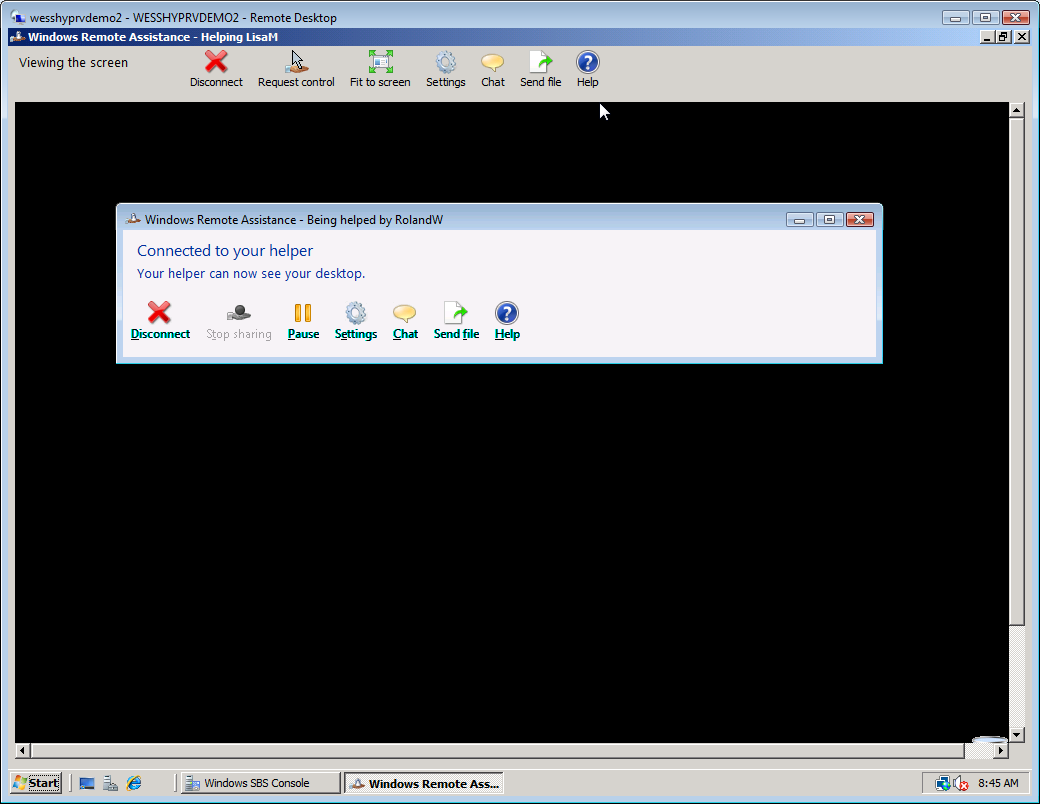 wesshyprvdemo2 - WESSHYPRVDEMO2 - Remote Desktop
Windows Remote Assistance - Helping LisaM
Viewing the screen
Disconnect Request control Fit to screen Settings Chat Send file Help
Windows Remote Assistance - Being helped by RolandW
Connected to your helper
Your helper can now see your desktop.
Disconnect Stop sharing Pause Settings Chat Send file Help
Start Windows SBS Console Windows Remote Ass... 8:45 AM